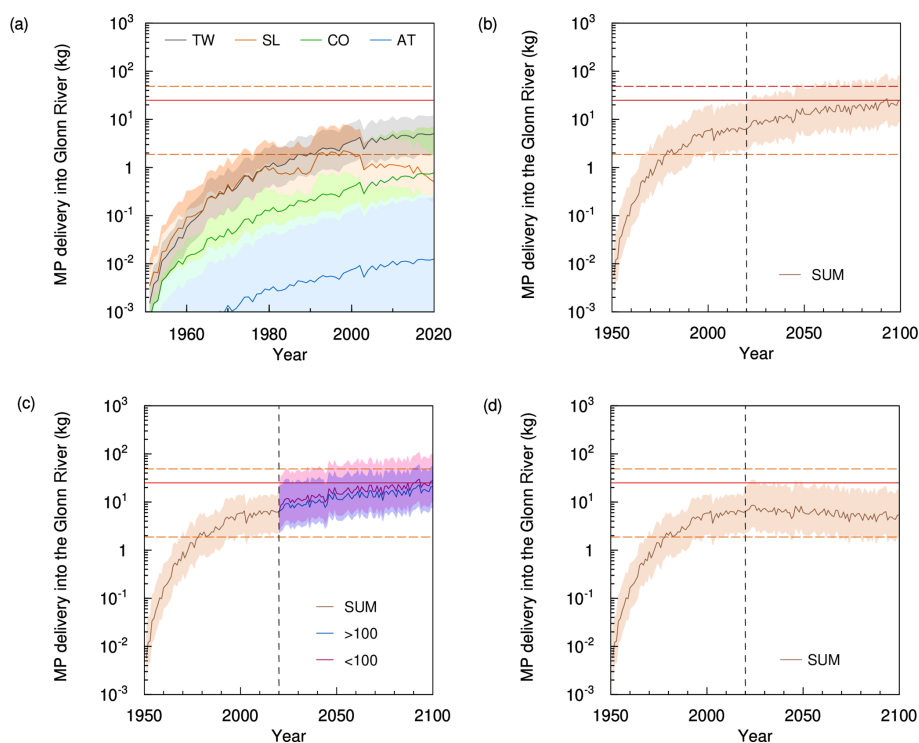 (a)
MP delivery into Glonn River (kg)
TW SL CO AT
10³
10²
10¹
1
10⁻¹
10⁻²
10⁻³
1960 1980 2000 2020
Year
(b)
MP delivery into the Glonn River (kg)
10³
10²
10¹
1
10⁻¹
10⁻²
10⁻³
SUM
1950 2000 2050 2100
Year
(c)
MP delivery into the Glonn River (kg)
10³
10²
10¹
1
10⁻¹
10⁻²
10⁻³
SUM
>100
<100
1950 2000 2050 2100
Year
(d)
MP delivery into the Glonn River (kg)
10³
10²
10¹
1
10⁻¹
10⁻²
10⁻³
SUM
1950 2000 2050 2100
Year